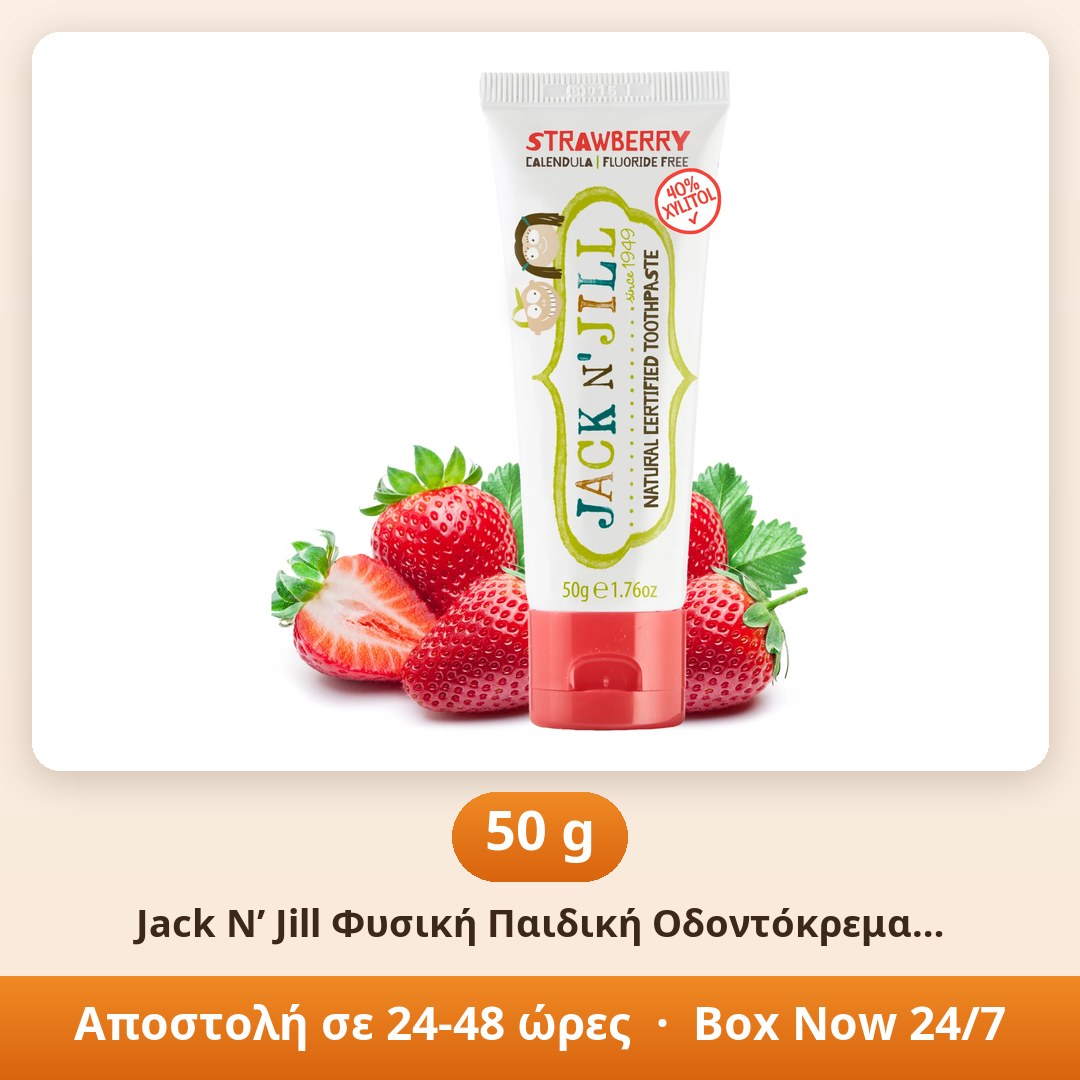 STRAWBERRY
CALENDULA | FLUORIDE FREE
40%
XYLITOL
JACK N' JILL
since 1949
NATURAL CERTIFIED TOOTHPASTE
50g ℮ 1.76oz
50 g
Jack N’ Jill Φυσική Παιδική Οδοντόκρεμα...
Αποστολή σε 24-48 ώρες · Box Now 24/7